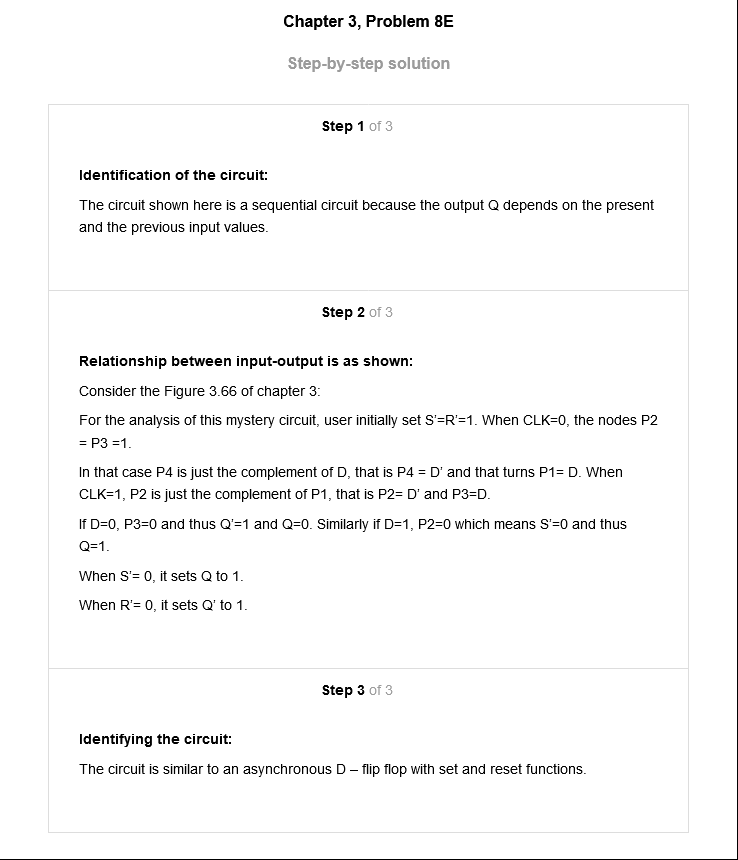 Chapter 3, Problem 8E
Step-by-step solution
Step 1 of 3
Identification of the circuit:
The circuit shown here is a sequential circuit because the output Q depends on the present
and the previous input values.
Step 2 of 3
Relationship between input-output is as shown:
Consider the Figure 3.66 of chapter 3:
For the analysis of this mystery circuit, user initially set S'=R'=1. When CLK=0, the nodes P2
= P3 =1.
In that case P4 is just the complement of D, that is P4 = D' and that turns P1= D. When
CLK=1, P2 is just the complement of P1, that is P2= D' and P3=D.
If D=0, P3=0 and thus Q'=1 and Q=0. Similarly if D=1, P2=0 which means S'=0 and thus
Q=1.
When S'= 0, it sets Q to 1.
When R'= 0, it sets Q' to 1.
Step 3 of 3
Identifying the circuit:
The circuit is similar to an asynchronous D – flip flop with set and reset functions.